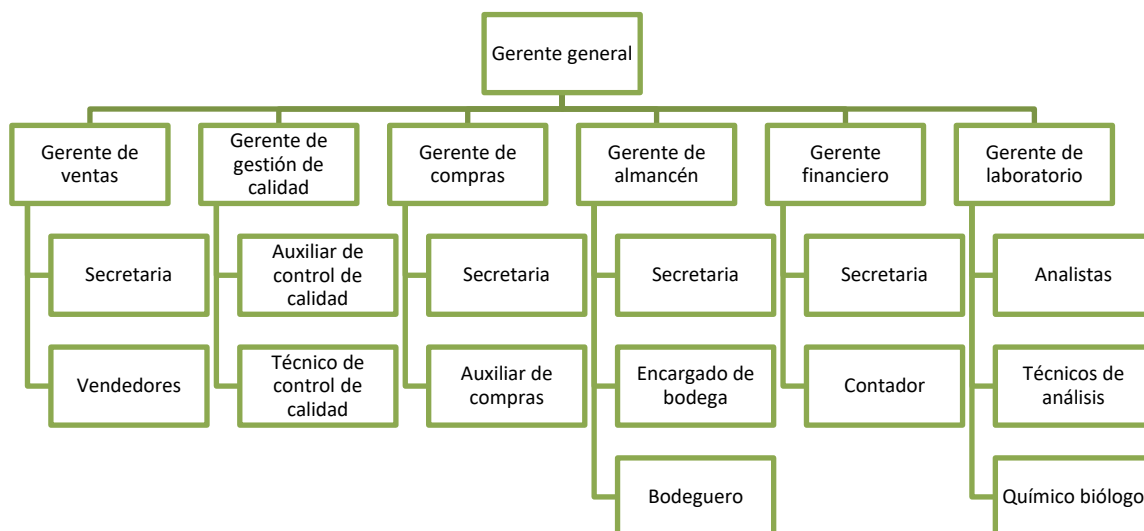 Gerente general
Gerente de
ventas
Gerente de
gestión de
calidad
Gerente de
compras
Gerente de
almancén
Gerente
financiero
Gerente de
laboratorio
Secretaria
Auxiliar de
control de
calidad
Secretaria
Secretaria
Secretaria
Analistas
Vendedores
Técnico de
control de
calidad
Auxiliar de
compras
Encargado de
bodega
Contador
Técnicos de
análisis
Bodeguero
Químico biólogo